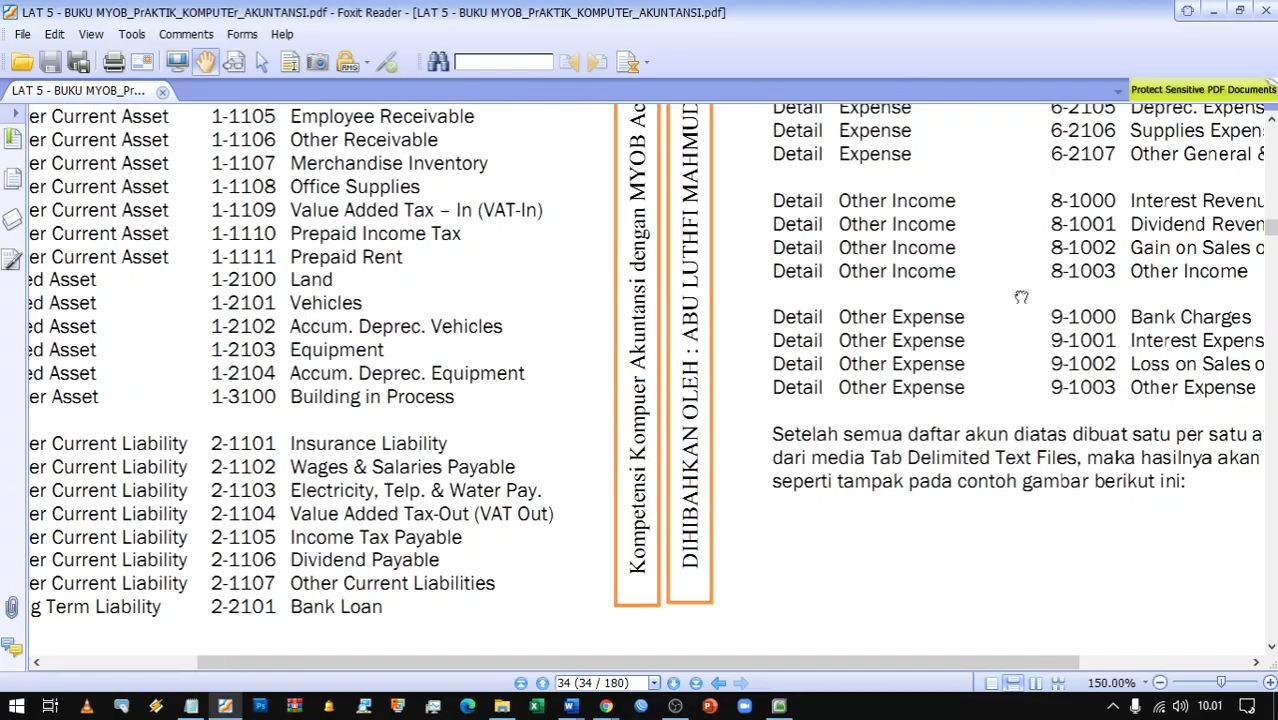 LAT 5 - BUKU MYOB_PrAKTIK_KOMPUTEr_AKUNTANSI.pdf - Foxit Reader - [LAT 5 - BUKU MYOB_PrAKTIK_KOMPUTEr_AKUNTANSI.pdf]
File Edit View Tools Comments Forms Help
LAT 5 - BUKU MYOB_Pr...
Protect Sensitive PDF Documents
er Current Asset 1-1105 Employee Receivable
er Current Asset 1-1106 Other Receivable
er Current Asset 1-1107 Merchandise Inventory
er Current Asset 1-1108 Office Supplies
er Current Asset 1-1109 Value Added Tax – In (VAT-In)
er Current Asset 1-1110 Prepaid Income Tax
er Current Asset 1-1111 Prepaid Rent
ed Asset 1-2100 Land
ed Asset 1-2101 Vehicles
ed Asset 1-2102 Accum. Deprec. Vehicles
ed Asset 1-2103 Equipment
ed Asset 1-2104 Accum. Deprec. Equipment
er Asset 1-3100 Building in Process
er Current Liability 2-1101 Insurance Liability
er Current Liability 2-1102 Wages & Salaries Payable
er Current Liability 2-1103 Electricity, Telp. & Water Pay.
er Current Liability 2-1104 Value Added Tax-Out (VAT Out)
er Current Liability 2-1105 Income Tax Payable
er Current Liability 2-1106 Dividend Payable
er Current Liability 2-1107 Other Current Liabilities
g Term Liability 2-2101 Bank Loan
Kompetensi Kompuer Akuntansi dengan MYOB Ac
DIHIBAHKAN OLEH : ABU LUTHFI MAHMUD
Detail Expense 6-2105 Deprec. Expens
Detail Expense 6-2106 Supplies Expen
Detail Expense 6-2107 Other General &
Detail Other Income 8-1000 Interest Revenu
Detail Other Income 8-1001 Dividend Reven
Detail Other Income 8-1002 Gain on Sales o
Detail Other Income 8-1003 Other Income
Detail Other Expense 9-1000 Bank Charges
Detail Other Expense 9-1001 Interest Expens
Detail Other Expense 9-1002 Loss on Sales o
Detail Other Expense 9-1003 Other Expense
Setelah semua daftar akun diatas dibuat satu per satu at
dari media Tab Delimited Text Files, maka hasilnya akan
seperti tampak pada contoh gambar berikut ini:
34 (34 / 180)
150.00%
10.01